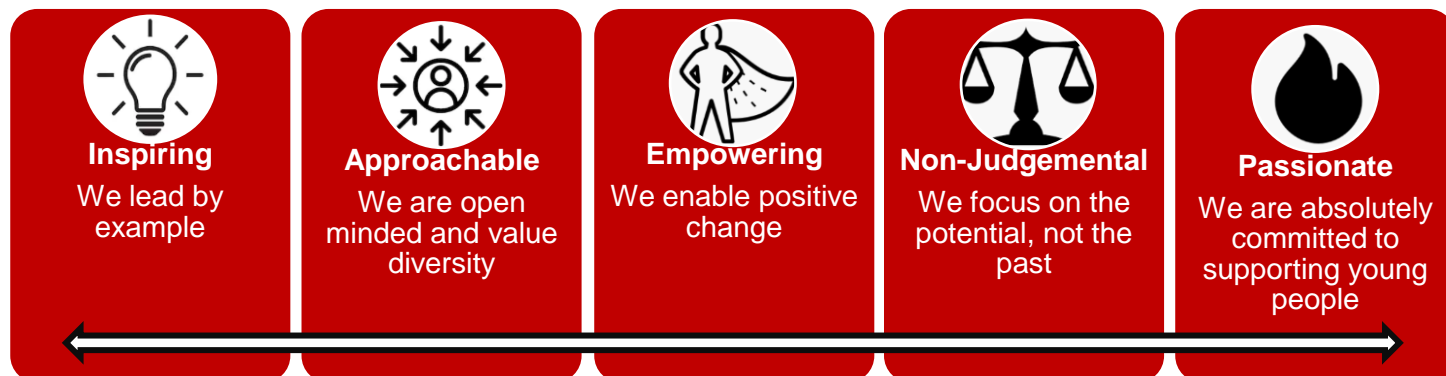 Inspiring
We lead by
example
Approachable
We are open
minded and value
diversity
Empowering
We enable positive
change
Non-Judgemental
We focus on the
potential, not the
past
Passionate
We are absolutely
committed to
supporting young
people